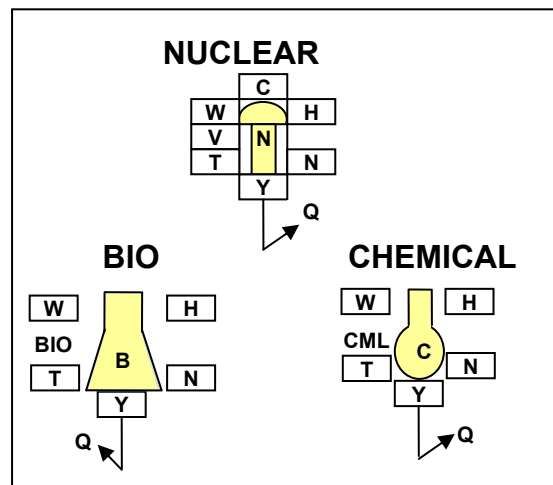 NUCLEAR
C
W H
V N
T N
Y
Q
BIO CHEMICAL
W H W H
BIO B CML C
T N T N
Y Y
Q Q